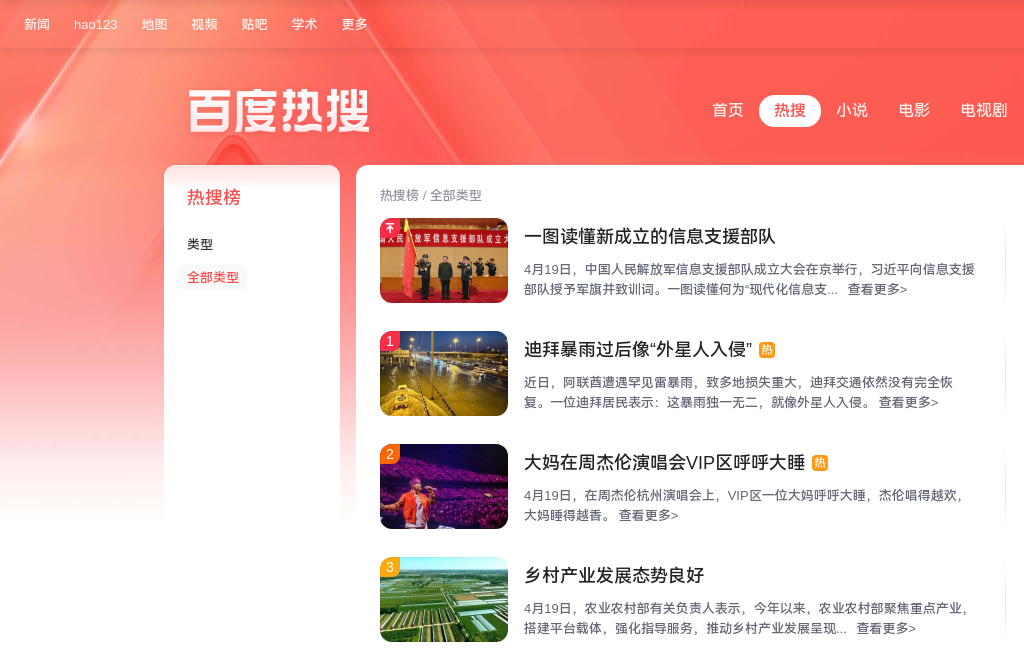 新闻 hao123 地图 视频 贴吧 学术 更多
百度热搜
首页 热搜 小说 电影 电视剧
热搜榜
类型
全部类型
热搜榜 / 全部类型
一图读懂新成立的信息支援部队
4月19日，中国人民解放军信息支援部队成立大会在京举行，习近平向信息支援
部队授予军旗并致训词。一图读懂何为“现代化信息支... 查看更多>
1
迪拜暴雨过后像“外星人入侵” 热
近日，阿联酋遭遇罕见雷暴雨，致多地损失重大，迪拜交通依然没有完全恢
复。一位迪拜居民表示：这暴雨独一无二，就像外星人入侵。 查看更多>
2
大妈在周杰伦演唱会VIP区呼呼大睡 热
4月19日，在周杰伦杭州演唱会上，VIP区一位大妈呼呼大睡，杰伦唱得越欢，
大妈睡得越香。 查看更多>
3
乡村产业发展态势良好
4月19日，农业农村部有关负责人表示，今年以来，农业农村部聚焦重点产业，
搭建平台载体，强化指导服务，推动乡村产业发展呈现... 查看更多>